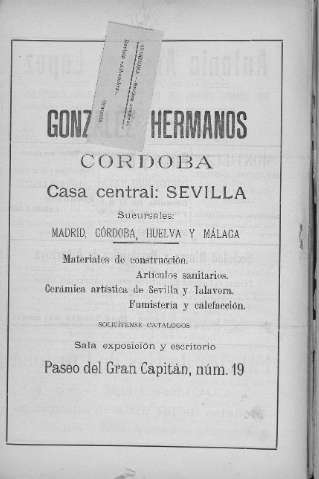 GONZ HERMANOS
CORDOBA
Casa central: SEVILLA
Sucursales:
MADRID, CÓRDOBA, HUELVA Y MÁLAGA
Materiales de construcción.
Artículos sanitarios.
Cerámica artística de Sevilla y Talavera.
Fumistería y calefacción.
SOLICÍTENSE CATÁLOGOS
Sala exposición y escritorio
Paseo del Gran Capitán, núm. 19